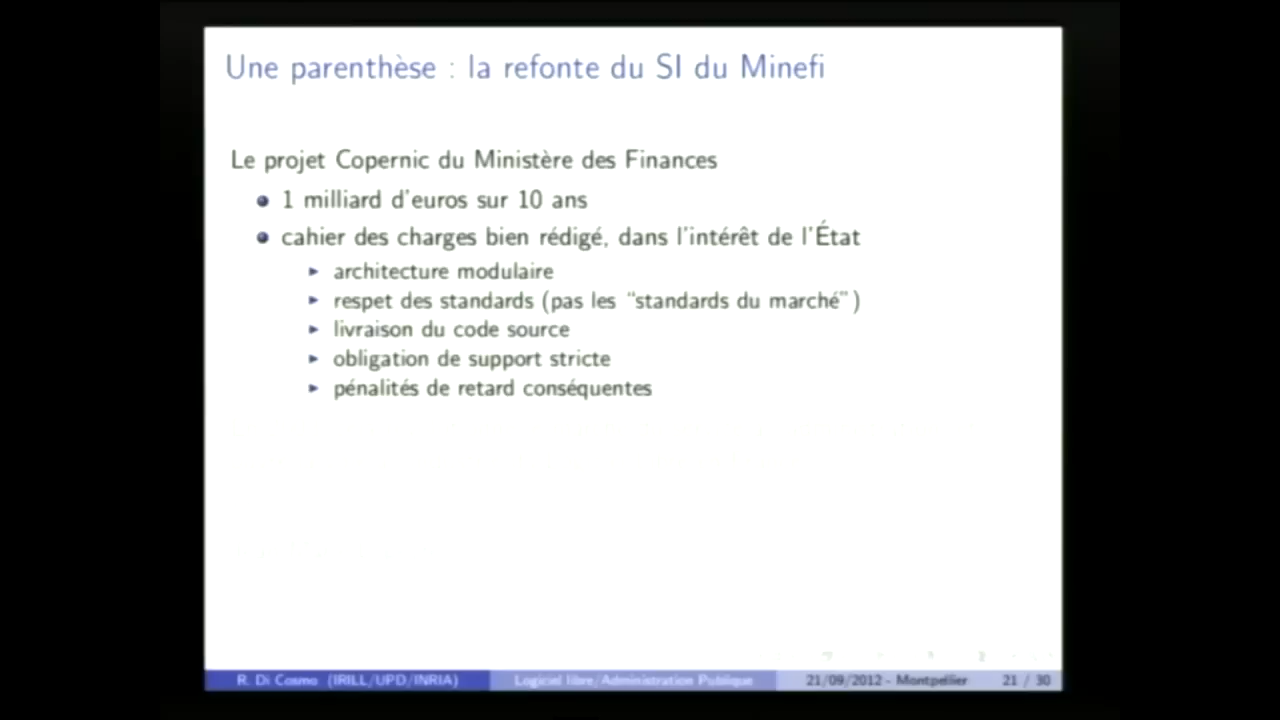 Une parenthèse : la refonte du SI du Minefi
Le projet Copernic du Ministère des Finances
1 milliard d'euros sur 10 ans
cahier des charges bien rédigé, dans l'intérêt de l'État
architecture modulaire
respet des standards (pas les "standards du marché")
livraison du code source
obligation de support stricte
pénalités de retard conséquentes
R. Di Cosmo (IRILL/UPD/INRIA) Logiciel libre/Administration Publique 21/09/2012 - Montpellier 21 / 30